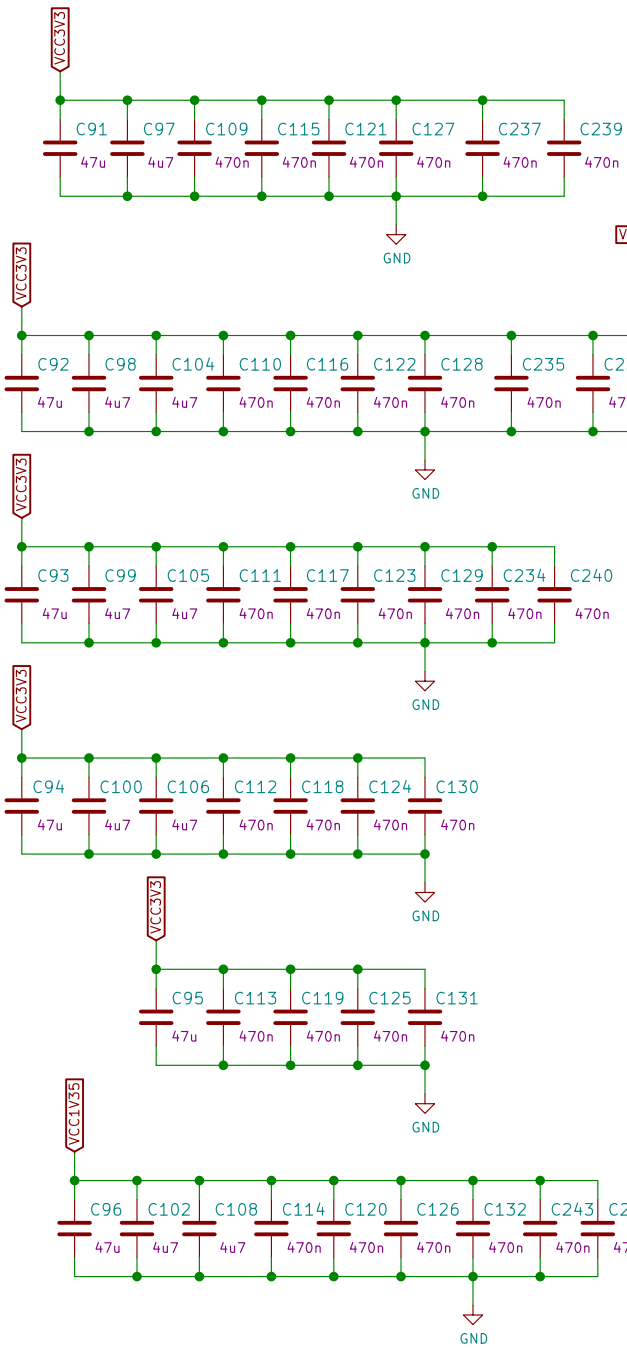 VCC3V3
C91 C97 C109 C115 C121 C127 C237 C239
47u 4u7 470n 470n 470n 470n 470n 470n
GND
VCC3V3
C92 C98 C104 C110 C116 C122 C128 C235
47u 4u7 4u7 470n 470n 470n 470n 470n
GND
VCC3V3
C93 C99 C105 C111 C117 C123 C129 C234 C240
47u 4u7 4u7 470n 470n 470n 470n 470n 470n
GND
VCC3V3
C94 C100 C106 C112 C118 C124 C130
47u 4u7 4u7 470n 470n 470n 470n
GND
VCC3V3
C95 C113 C119 C125 C131
47u 470n 470n 470n 470n
GND
VCC1V35
C96 C102 C108 C114 C120 C126 C132 C243
47u 4u7 4u7 470n 470n 470n 470n 470n
GND